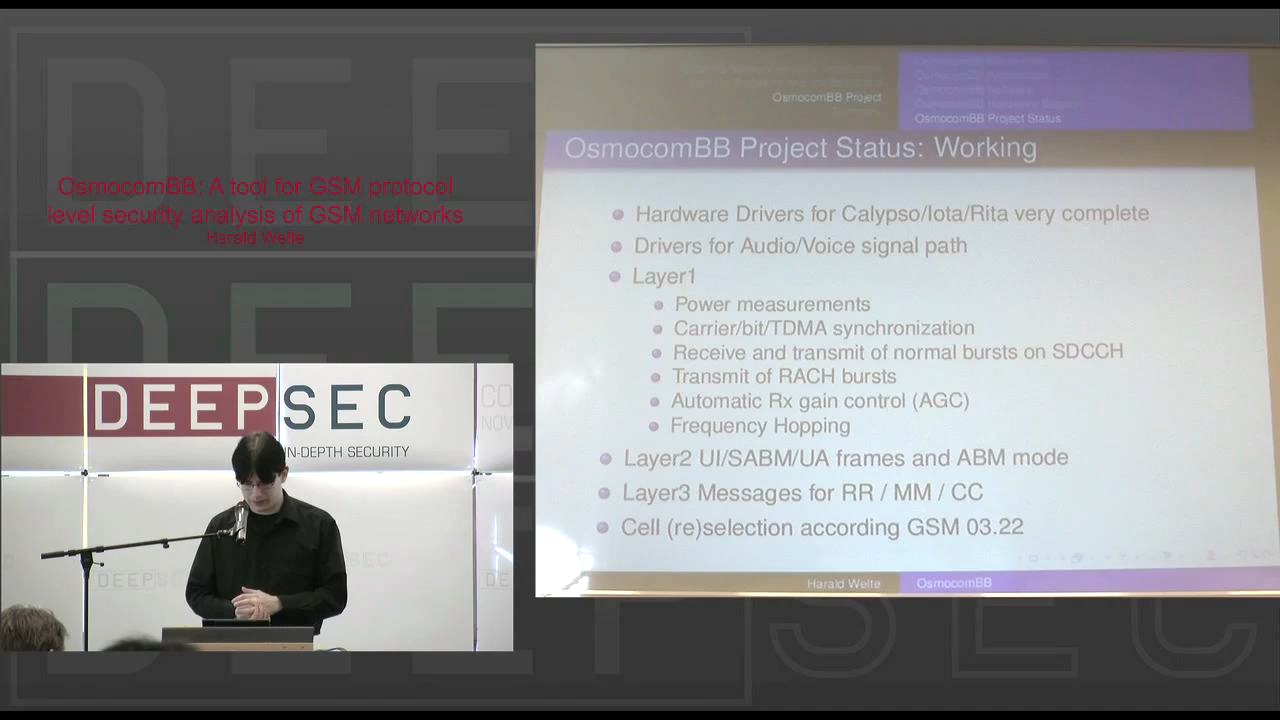 OsmocomBB: A tool for GSM protocol
level security analysis of GSM networks
Harald Welte
DEEPSEC
IN-DEPTH SECURITY
CO
NOV
DEEP
OsmocomBB Project
OsmocomBB Project Status
OsmocomBB Project Status: Working
Hardware Drivers for Calypso/Iota/Rita very complete
Drivers for Audio/Voice signal path
Layer1
Power measurements
Carrier/bit/TDMA synchronization
Receive and transmit of normal bursts on SDCCH
Transmit of RACH bursts
Automatic Rx gain control (AGC)
Frequency Hopping
Layer2 UI/SABM/UA frames and ABM mode
Layer3 Messages for RR / MM / CC
Cell (re)selection according GSM 03.22
Harald Welte
OsmocomBB